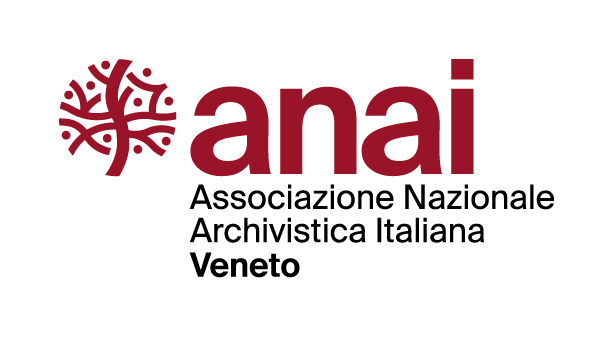 anai
Associazione Nazionale
Archivistica Italiana
Veneto